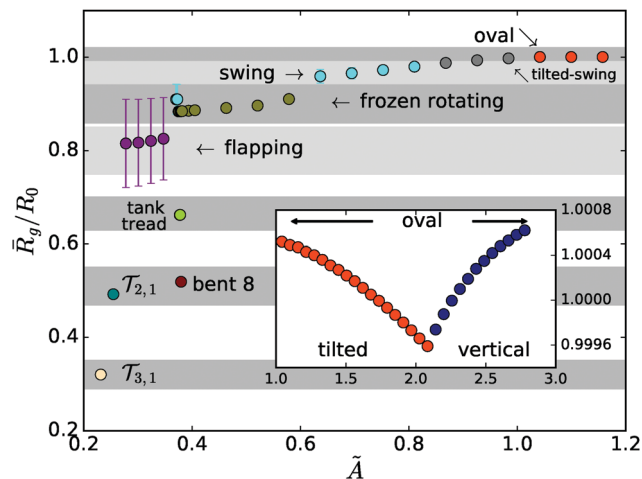 oval
1.0
swing →
tilted-swing
← frozen rotating
0.8
← flapping
R̄g/R0
tank
tread
0.6
← oval →
1.0008
1.0004
1.0000
0.9996
tilted
vertical
1.0 1.5 2.0 2.5 3.0
𝒯2,1
bent 8
0.4
𝒯3,1
0.2
0.2 0.4 0.6 0.8 1.0 1.2
Ã